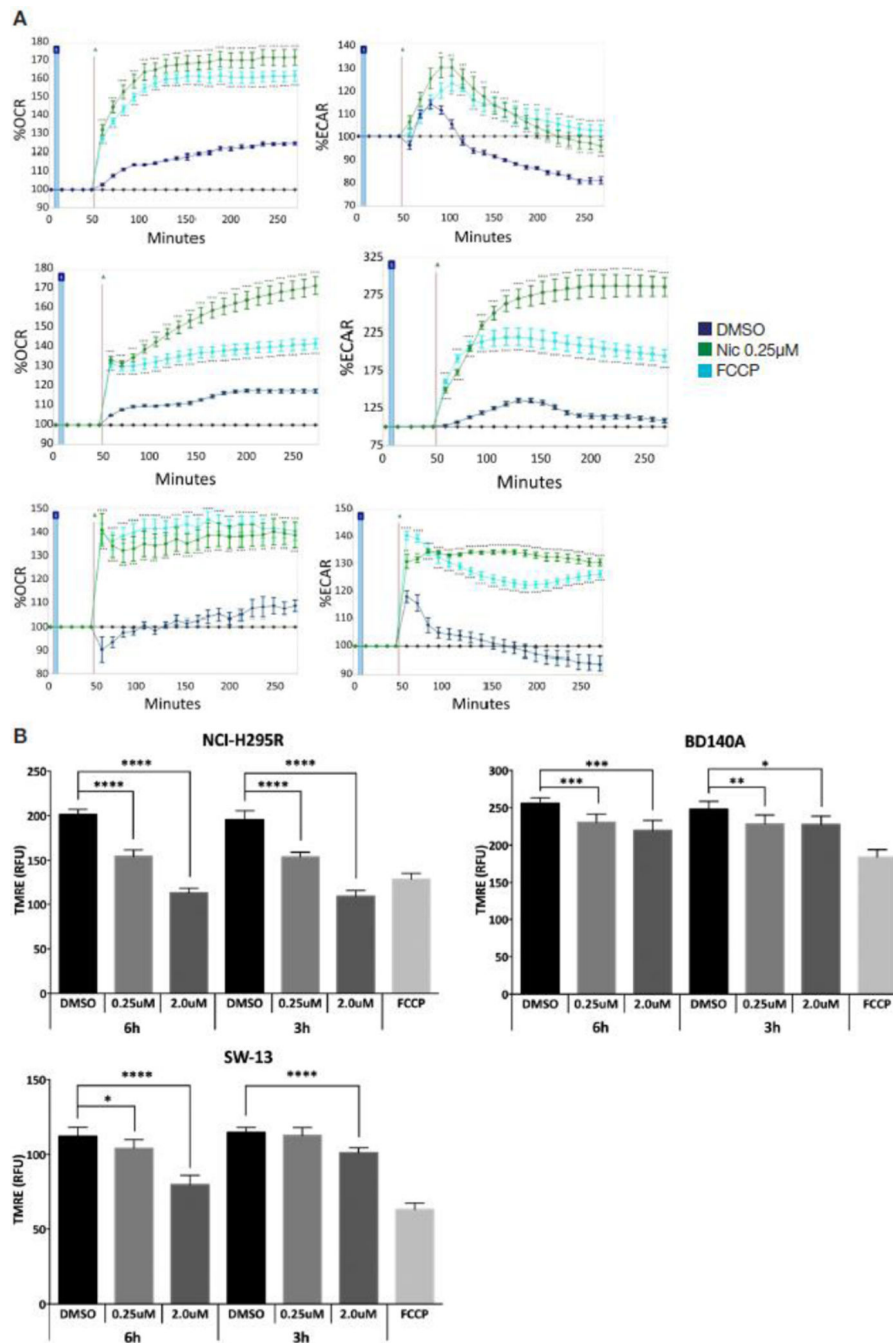 A
%OCR
180
170
160
150
140
130
120
110
100
90
0 50 100 150 200 250
Minutes
%ECAR
140
130
120
110
100
90
80
70
0 50 100 150 200 250
Minutes
%OCR
180
170
160
150
140
130
120
110
100
90
0 50 100 150 200 250
Minutes
%ECAR
325
275
225
175
125
75
0 50 100 150 200 250
Minutes
DMSO
Nic 0.25µM
FCCP
%OCR
150
140
130
120
110
100
90
80
0 50 100 150 200 250
Minutes
%ECAR
150
140
130
120
110
100
90
0 50 100 150 200 250
Minutes
B
NCI-H295R
TMRE (RFU)
250
200
150
100
50
0
**** **** **** ****
DMSO 0.25uM 2.0uM DMSO 0.25uM 2.0uM FCCP
6h 3h
BD140A
TMRE (RFU)
300
250
200
150
100
50
0
*** *** * **
DMSO 0.25uM 2.0uM DMSO 0.25uM 2.0uM FCCP
6h 3h
SW-13
TMRE (RFU)
150
100
50
0
**** * ****
DMSO 0.25uM 2.0uM DMSO 0.25uM 2.0uM FCCP
6h 3h